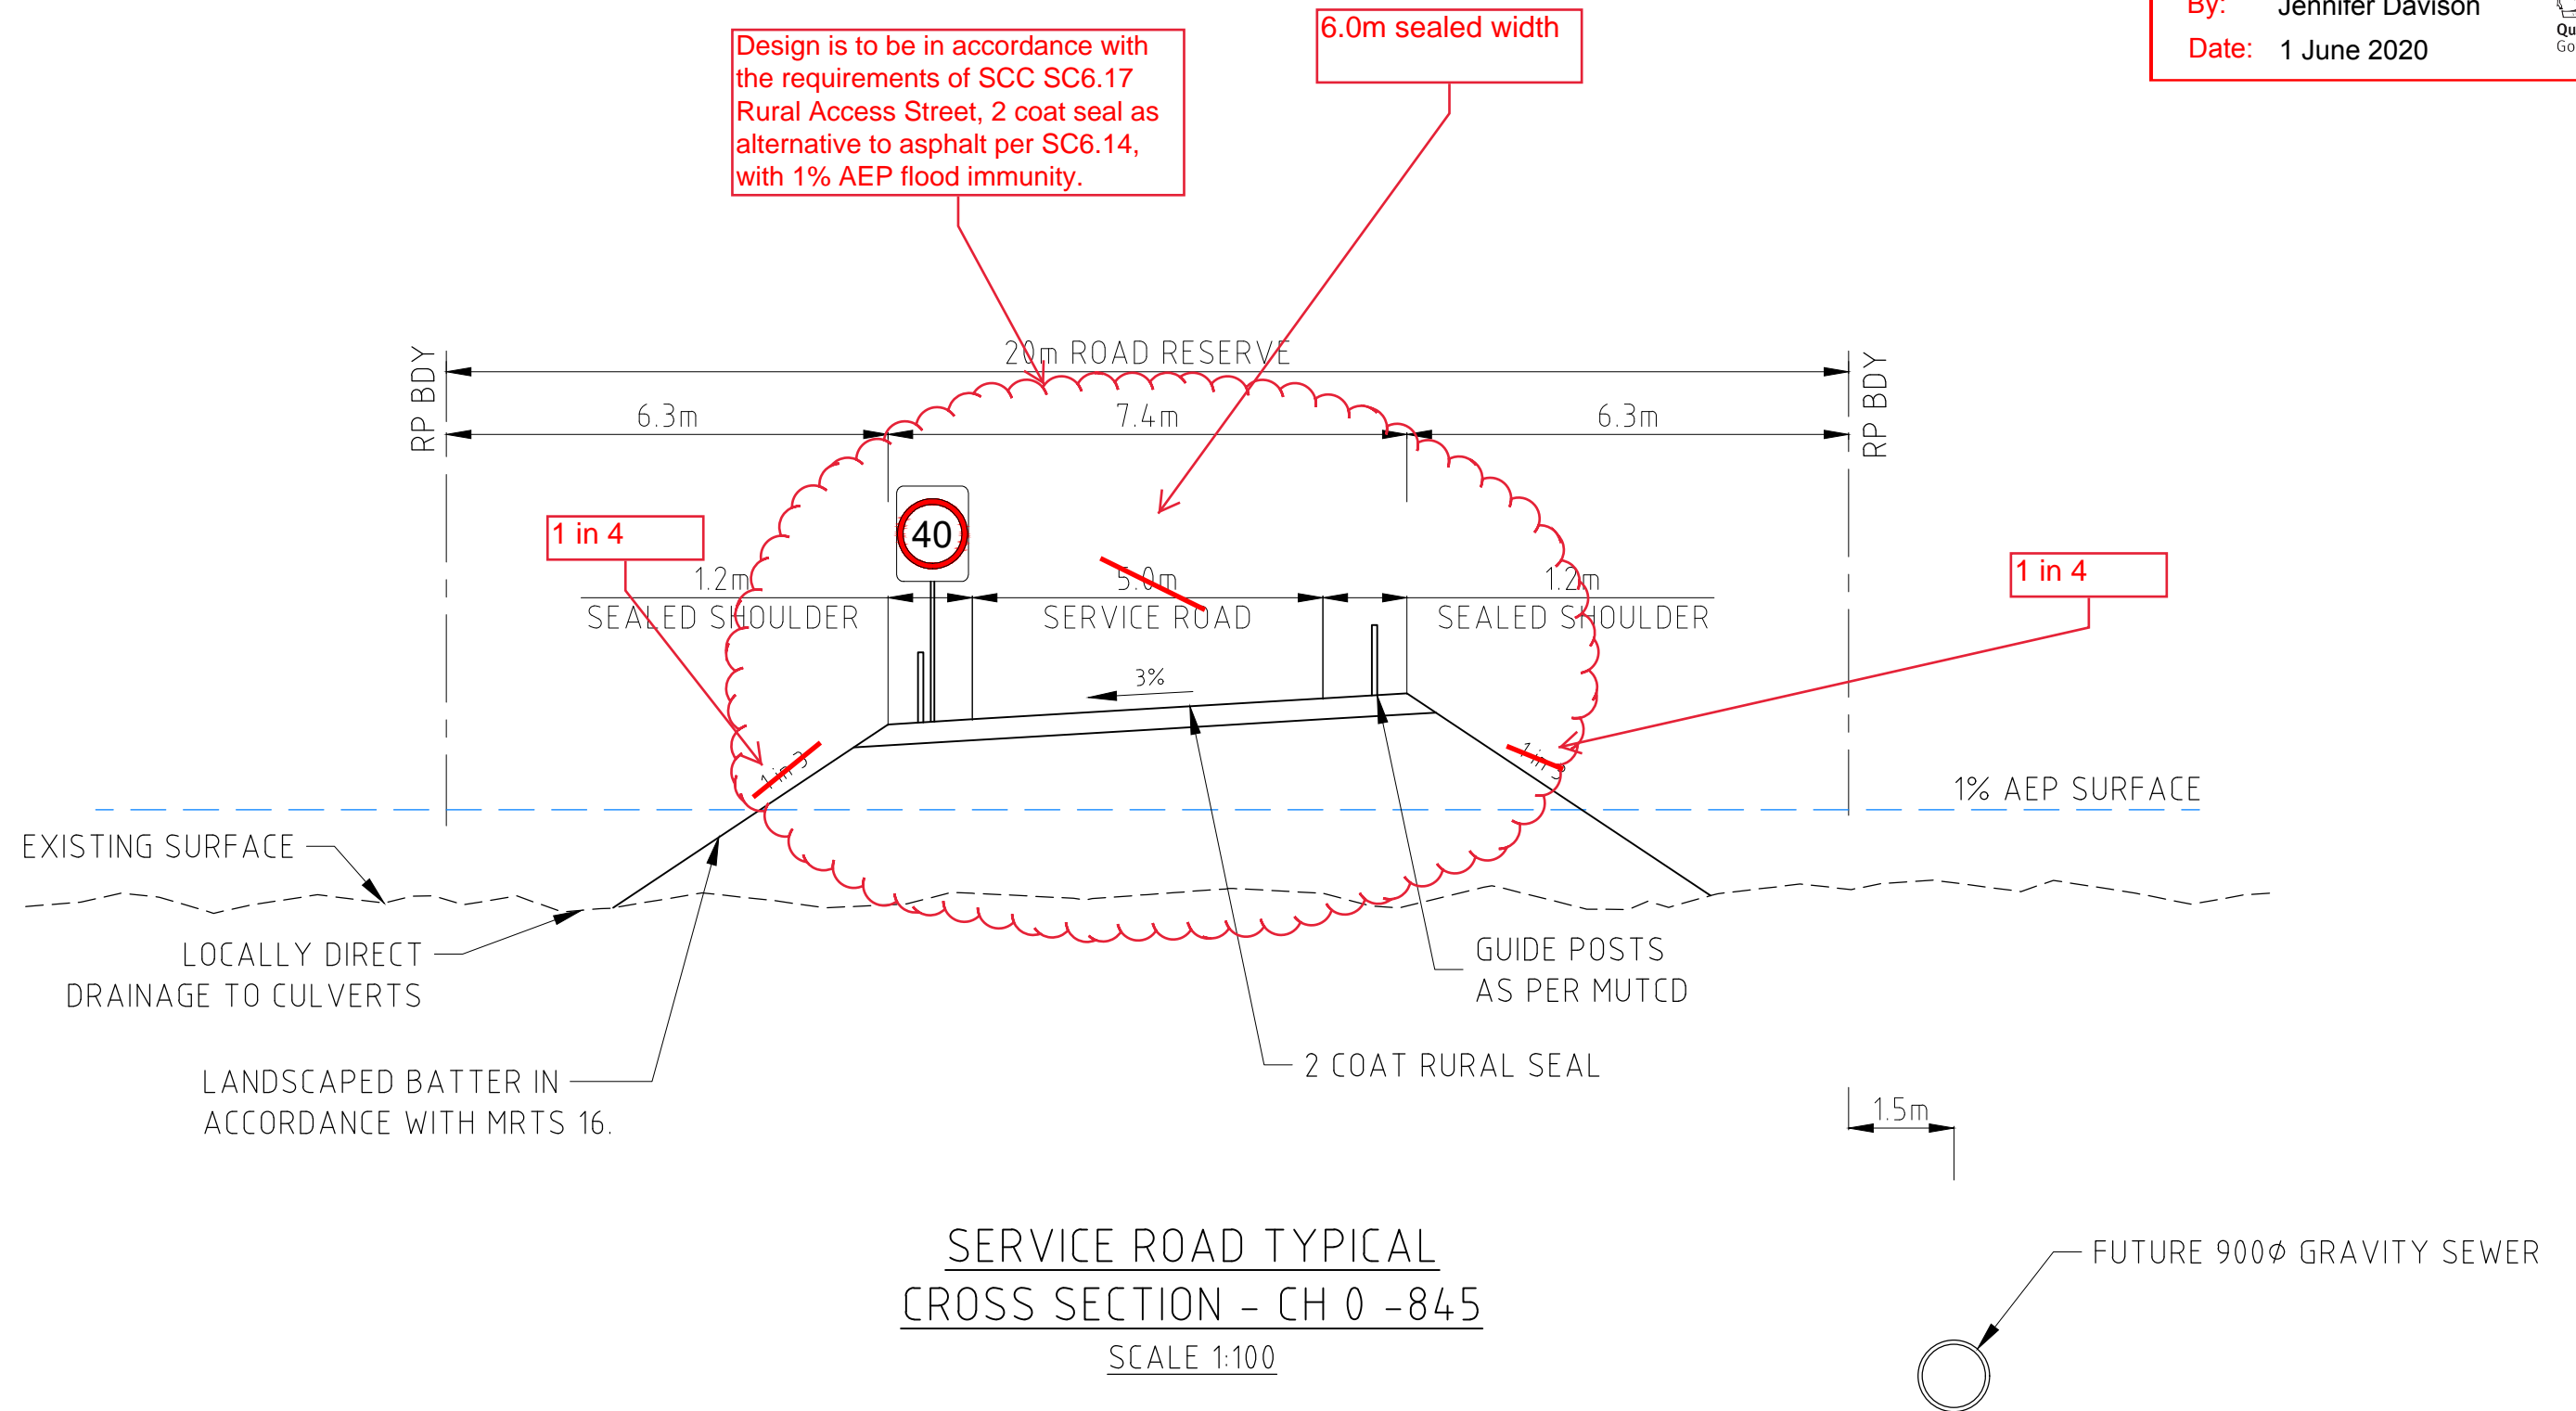 By: Jennifer Davison
Date: 1 June 2020
Qu
Go
Design is to be in accordance with
the requirements of SCC SC6.17
Rural Access Street, 2 coat seal as
alternative to asphalt per SC6.14,
with 1% AEP flood immunity.
6.0m sealed width
20m ROAD RESERVE
RP BDY
RP BDY
6.3m
7.4m
6.3m
40
1 in 4
1 in 4
1.2m
SEALED SHOULDER
5.0m
SERVICE ROAD
1.2m
SEALED SHOULDER
3%
1 in 3
1 in 3
1% AEP SURFACE
EXISTING SURFACE
LOCALLY DIRECT
DRAINAGE TO CULVERTS
GUIDE POSTS
AS PER MUTCD
2 COAT RURAL SEAL
LANDSCAPED BATTER IN
ACCORDANCE WITH MRTS 16.
1.5m
SERVICE ROAD TYPICAL
CROSS SECTION - CH 0 -845
SCALE 1:100
FUTURE 900Ø GRAVITY SEWER